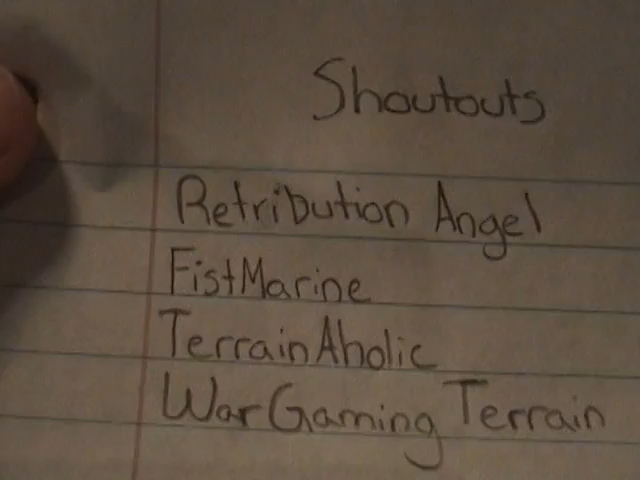 Shoutouts
Retribution Angel
FistMarine
TerrainAholic
WarGaming Terrain